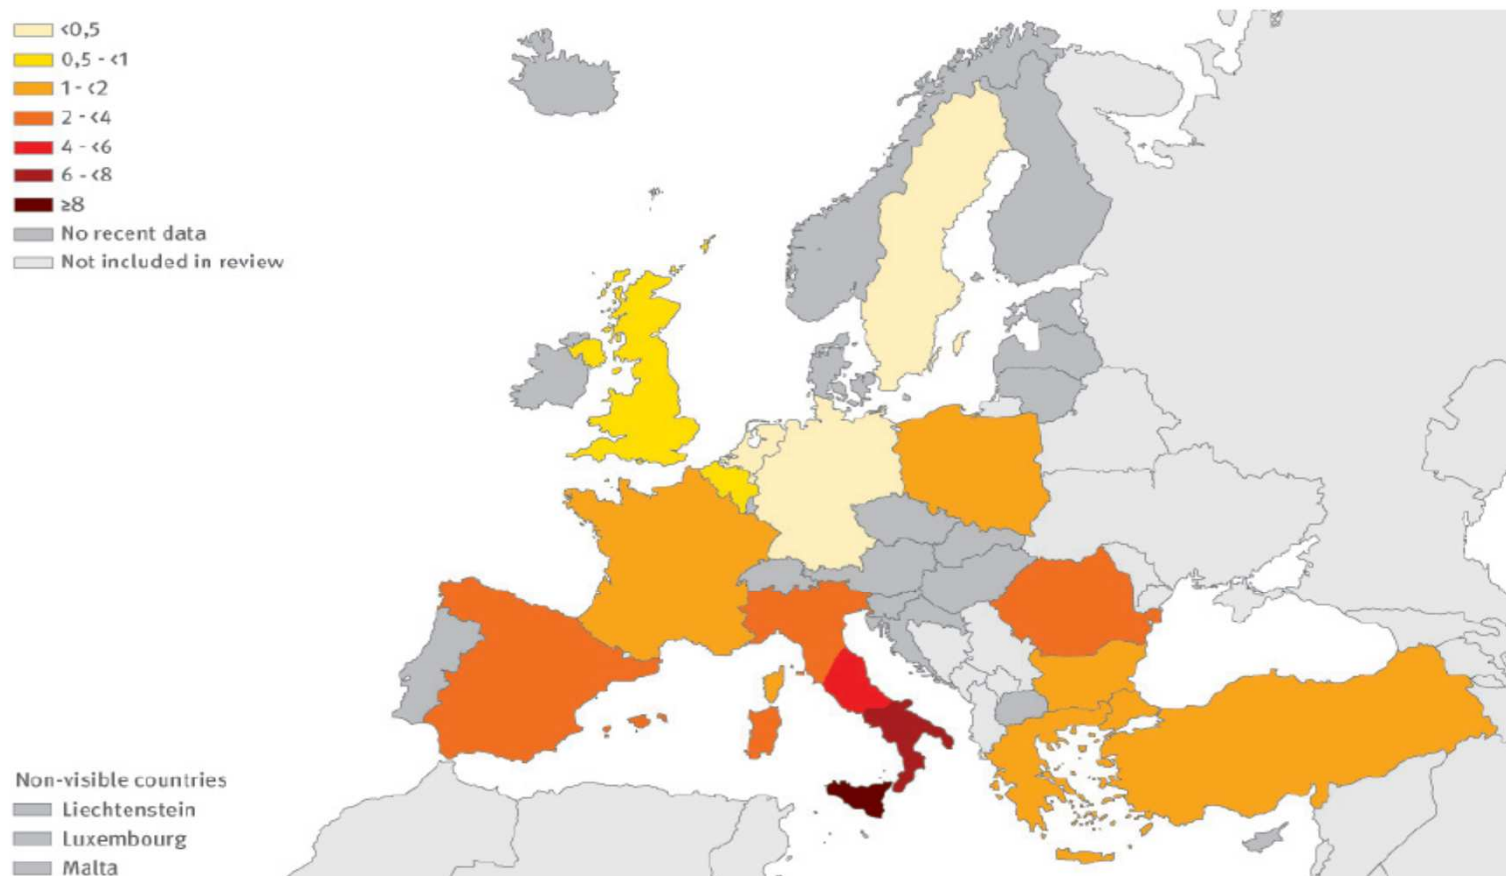 <0,5
0,5 - <1
1 - <2
2 - <4
4 - <6
6 - <8
≥8
No recent data
Not included in review
Non-visible countries
Liechtenstein
Luxembourg
Malta